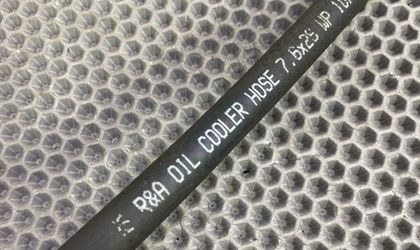 R&A OIL COOLER HOSE 7.6x25 WP